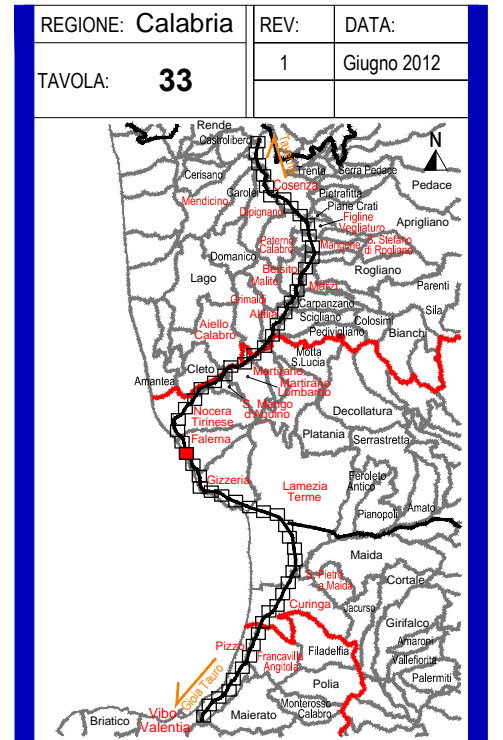 REGIONE: Calabria
REV:
DATA:
TAVOLA: 33
1
Giugno 2012
Rende
Castrolibero
Taranto
N
Cerisano
Trenta
Serra Pedace
Carolei
Cosenza
Pedace
Mendicino
Pietrafitta
Dipignano
Piane Crati
Figline
Vegliaturo
Aprigliano
Paterno
Calabro
Mangone
S. Stefano
di Rogliano
Domanico
Belsito
Rogliano
Lago
Malito
Marzi
Parenti
Grimaldi
Carpanzano
Altilia
Scigliano
Colosimi
Sila
Aiello
Calabro
Pedivigliano
Bianchi
Motta
S.Lucia
Cleto
Martirano
Amantea
Martirano
Lombardo
S. Mango
d'Aquino
Nocera
Tirinese
Decollatura
Platania
Falerna
Serrastretta
Gizzeria
Lamezia
Terme
Feroleto
Antico
Pianopoli
Amato
Maida
S. Pietro
a Maida
Cortale
Curinga
Jacurso
Girifalco
Pizzo
Filadelfia
Amaroni
Francavilla
Angitola
Vallefiorita
Gioia Tauro
Polia
Palermiti
Monterosso
Calabro
Vibo
Valentia
Briatico
Maierato